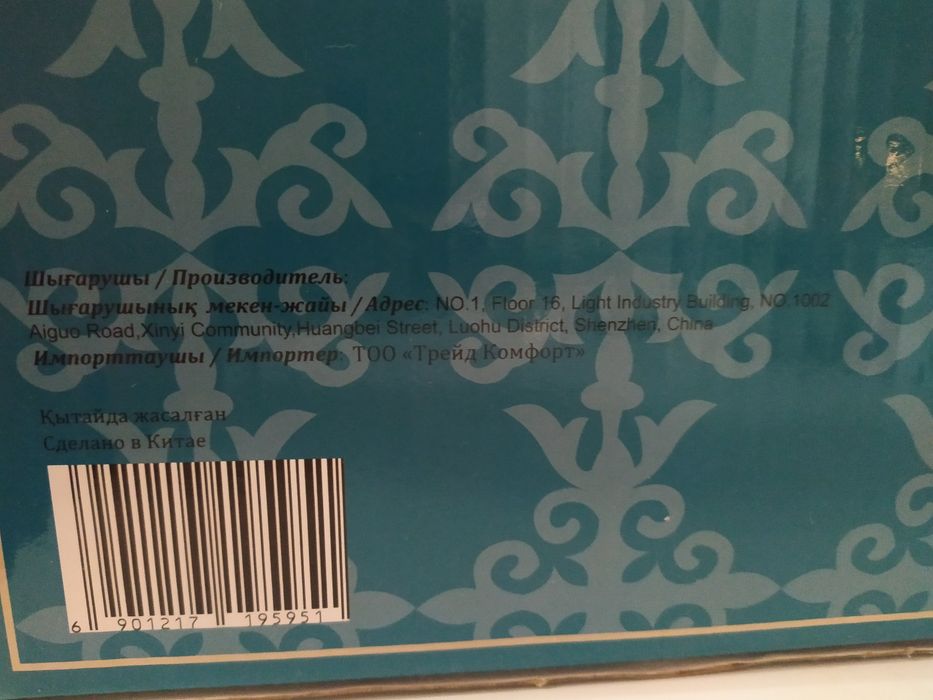 Шығарушы / Производитель:
Шығарушының мекен-жайы / Адрес: NO.1, Floor 16, Light Industry Building, NO.1002
Aiguo Road,Xinyi Community,Huangbei Street, Luohu District, Shenzhen, China
Импорттаушы / Импортер: ТОО «Трейд Комфорт»
Қытайда жасалған
Сделано в Китае
6 901217 195951